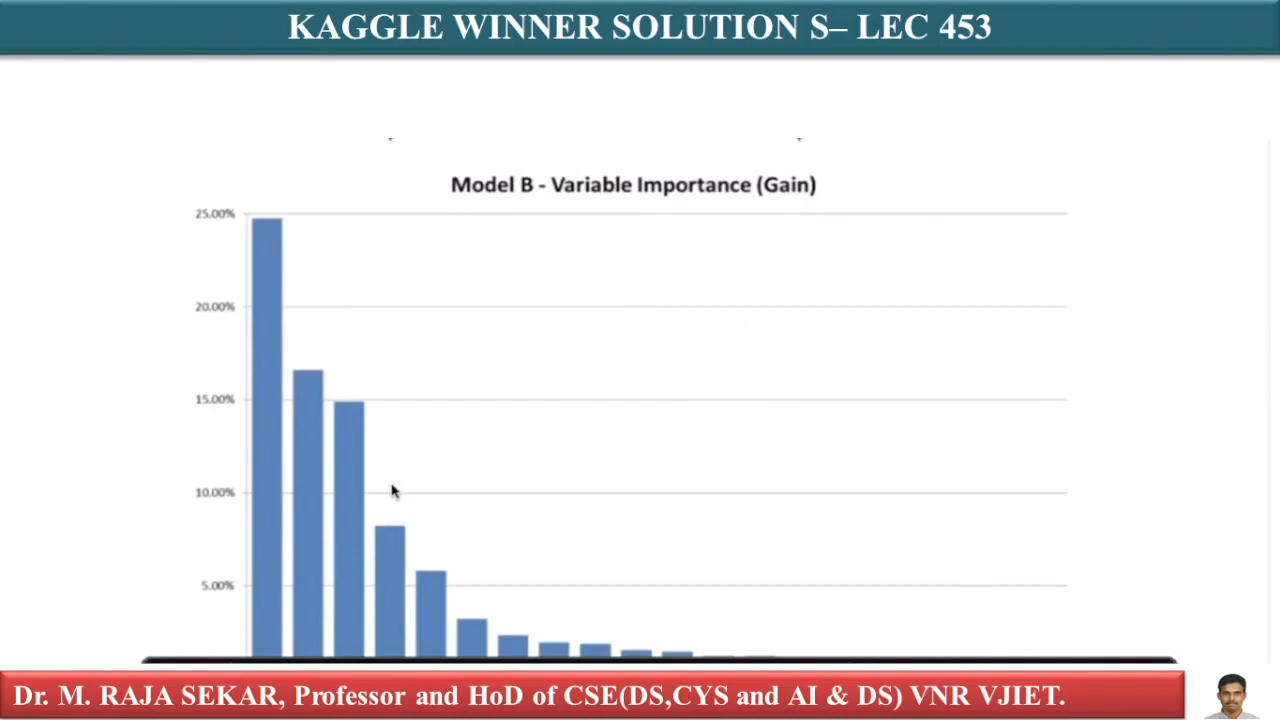 KAGGLE WINNER SOLUTION S– LEC 453
Model B - Variable Importance (Gain)
25.00%
20.00%
15.00%
10.00%
5.00%
Dr. M. RAJA SEKAR, Professor and HoD of CSE(DS,CYS and AI & DS) VNR VJIET.